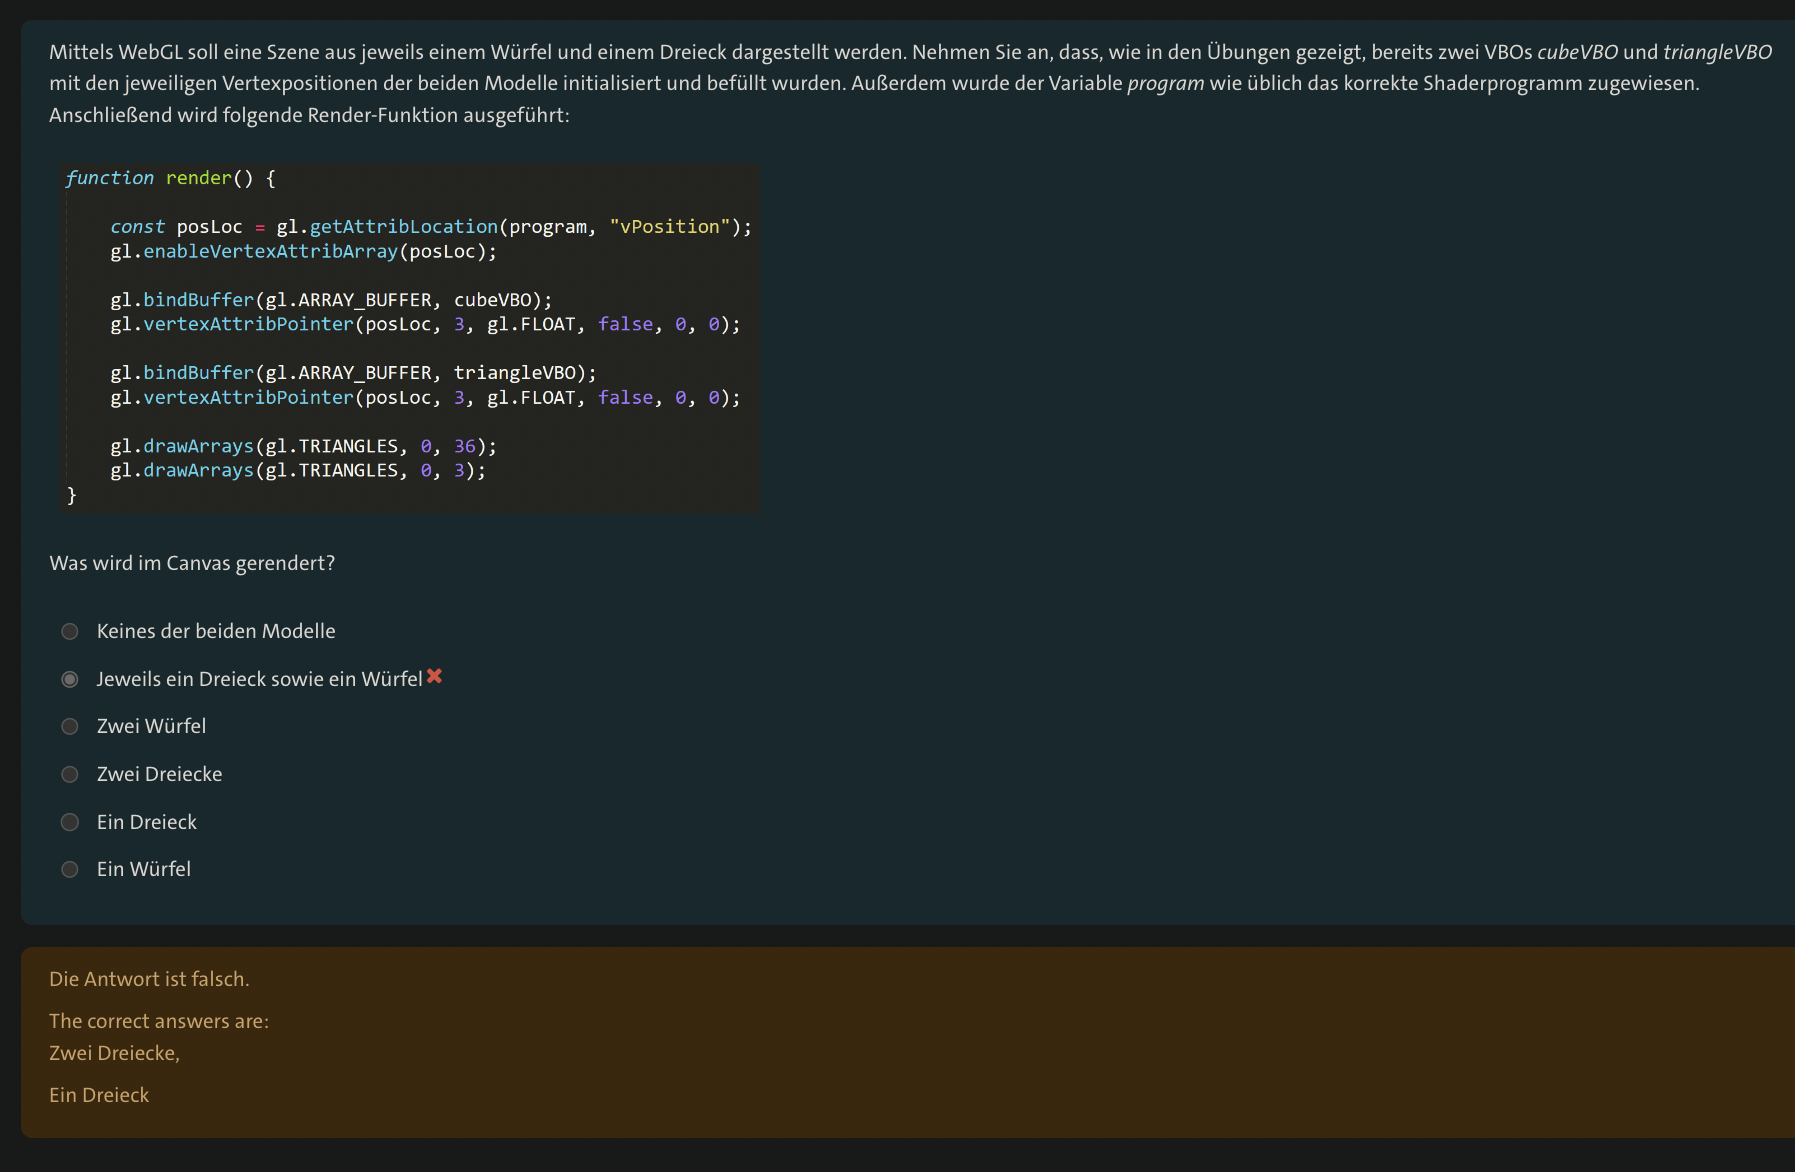 Mittels WebGL soll eine Szene aus jeweils einem Würfel und einem Dreieck dargestellt werden. Nehmen Sie an, dass, wie in den Übungen gezeigt, bereits zwei VBOs cubeVBO und triangleVBO
mit den jeweiligen Vertexpositionen der beiden Modelle initialisiert und befüllt wurden. Außerdem wurde der Variable program wie üblich das korrekte Shaderprogramm zugewiesen.
Anschließend wird folgende Render-Funktion ausgeführt:
function render() {
    const posLoc = gl.getAttribLocation(program, "vPosition");
    gl.enableVertexAttribArray(posLoc);
    gl.bindBuffer(gl.ARRAY_BUFFER, cubeVBO);
    gl.vertexAttribPointer(posLoc, 3, gl.FLOAT, false, 0, 0);
    gl.bindBuffer(gl.ARRAY_BUFFER, triangleVBO);
    gl.vertexAttribPointer(posLoc, 3, gl.FLOAT, false, 0, 0);
    gl.drawArrays(gl.TRIANGLES, 0, 36);
    gl.drawArrays(gl.TRIANGLES, 0, 3);
}
Was wird im Canvas gerendert?
Keines der beiden Modelle
Jeweils ein Dreieck sowie ein Würfel
Zwei Würfel
Zwei Dreiecke
Ein Dreieck
Ein Würfel
Die Antwort ist falsch.
The correct answers are:
Zwei Dreiecke,
Ein Dreieck